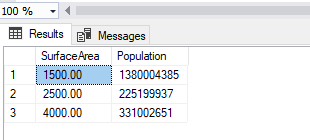 100 %
Results Messages
SurfaceArea Population
1 1500.00 1380004385
2 2500.00 225199937
3 4000.00 331002651